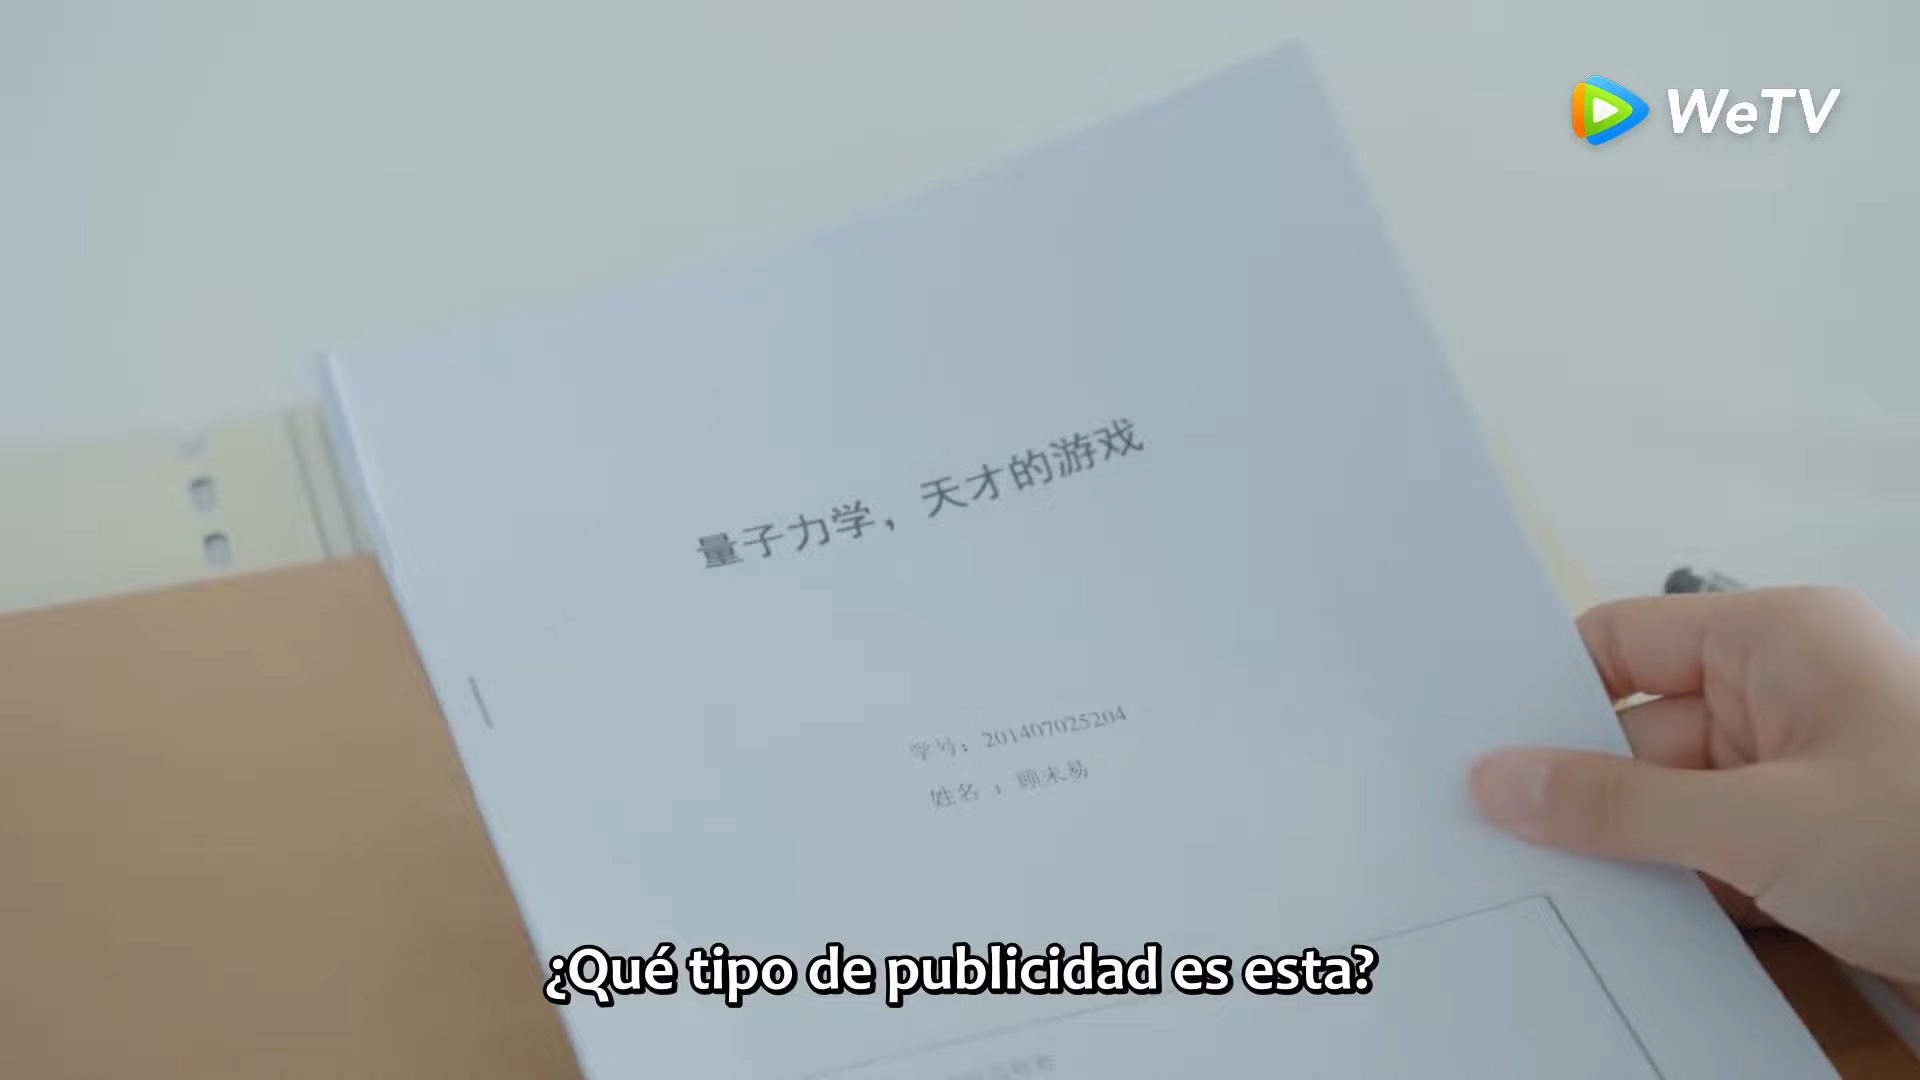 WeTV
量子力学，天才的游戏
学号：201407025204
姓名：顾未易
¿Qué tipo de publicidad es esta?